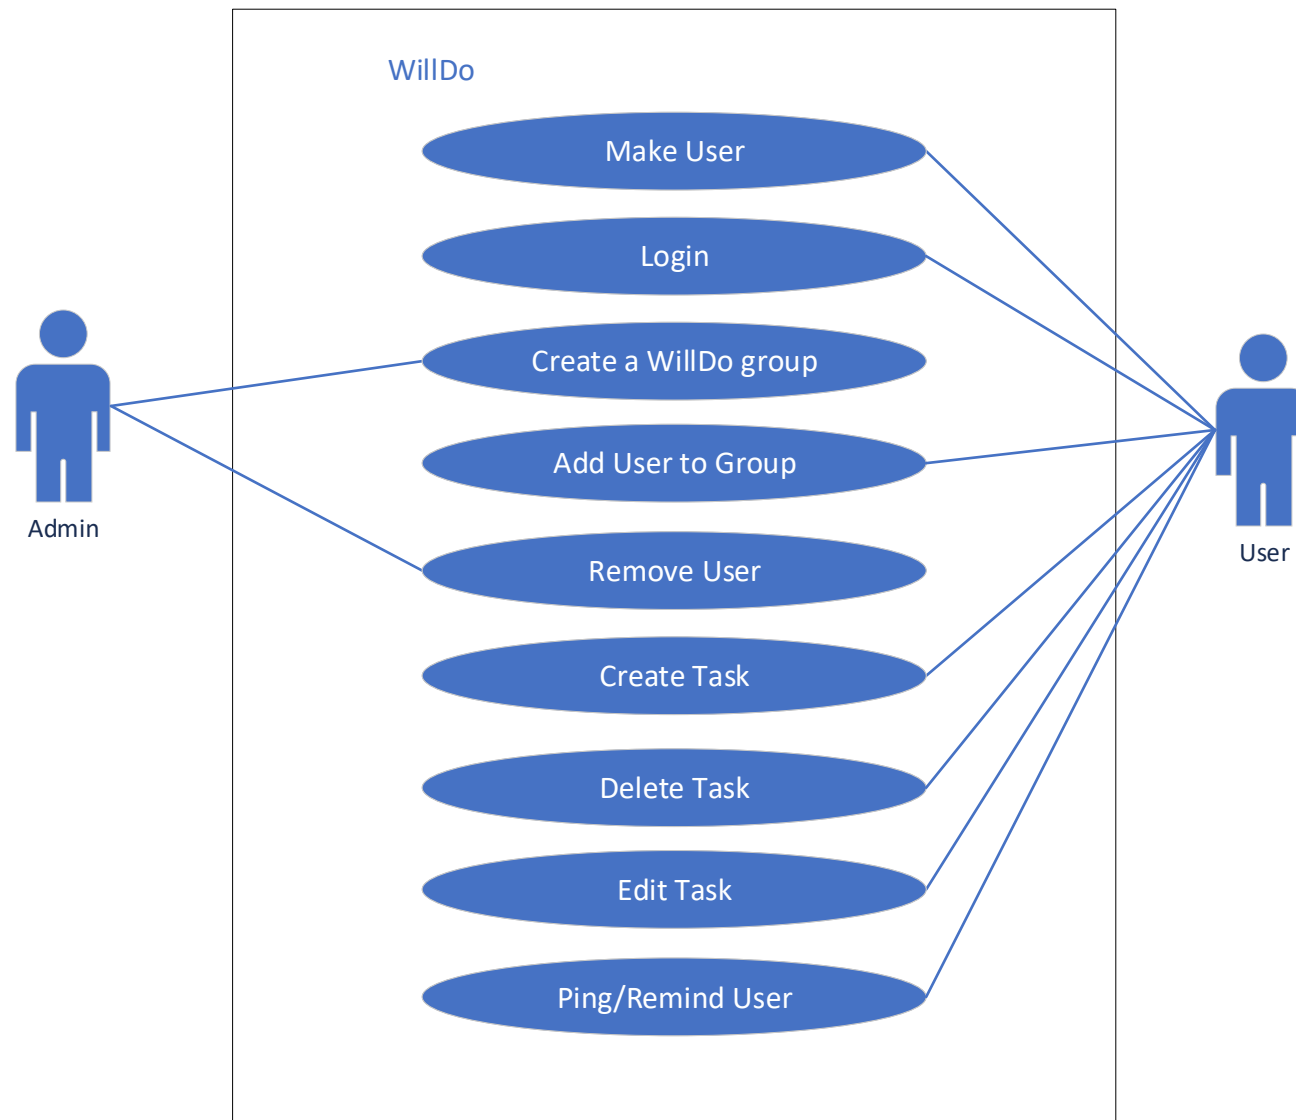 WillDo
Make User
Login
Create a WillDo group
Add User to Group
Remove User
Create Task
Delete Task
Edit Task
Ping/Remind User
Admin
User